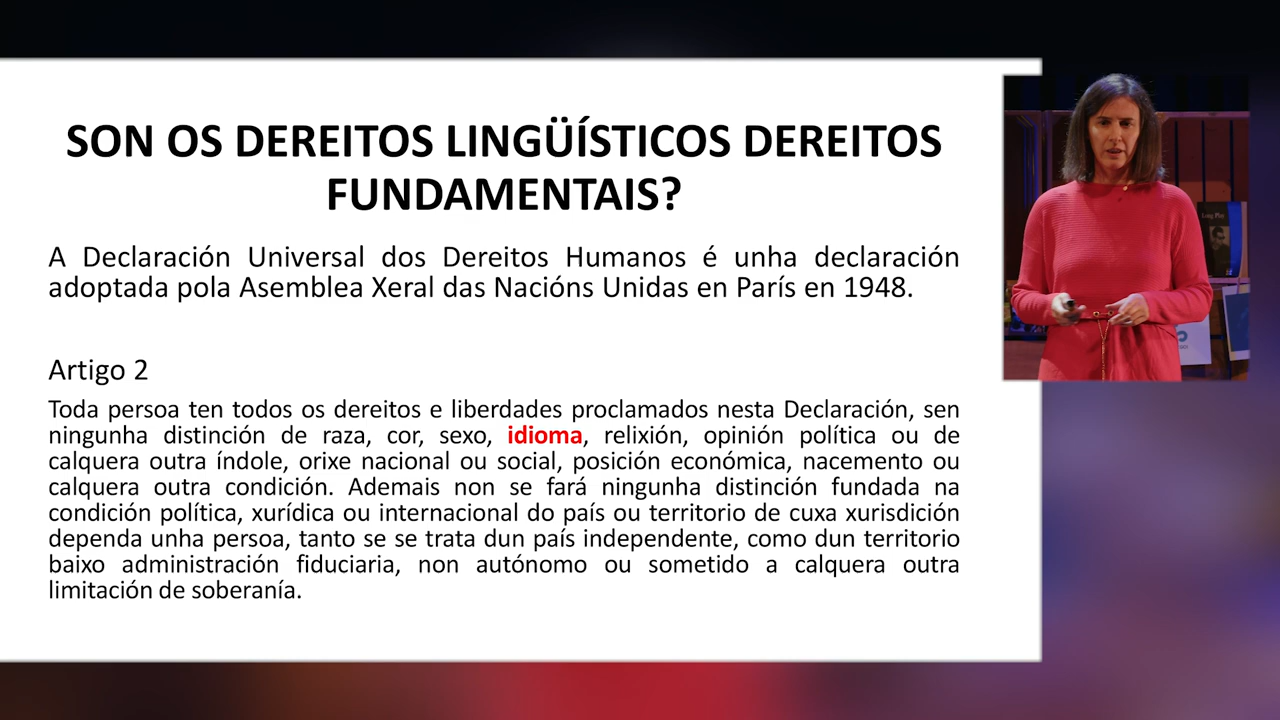 SON OS DEREITOS LINGÜÍSTICOS DEREITOS
FUNDAMENTAIS?
A Declaración Universal dos Dereitos Humanos é unha declaración
adoptada pola Asemblea Xeral das Nacións Unidas en París en 1948.
Artigo 2
Toda persoa ten todos os dereitos e liberdades proclamados nesta Declaración, sen
ningunha distinción de raza, cor, sexo, idioma, relixión, opinión política ou de
calquera outra índole, orixe nacional ou social, posición económica, nacemento ou
calquera outra condición. Ademais non se fará ningunha distinción fundada na
condición política, xurídica ou internacional do país ou territorio de cuxa xurisdición
dependa unha persoa, tanto se se trata dun país independente, como dun territorio
baixo administración fiduciaria, non autónomo ou sometido a calquera outra
limitación de soberanía.
Long Play